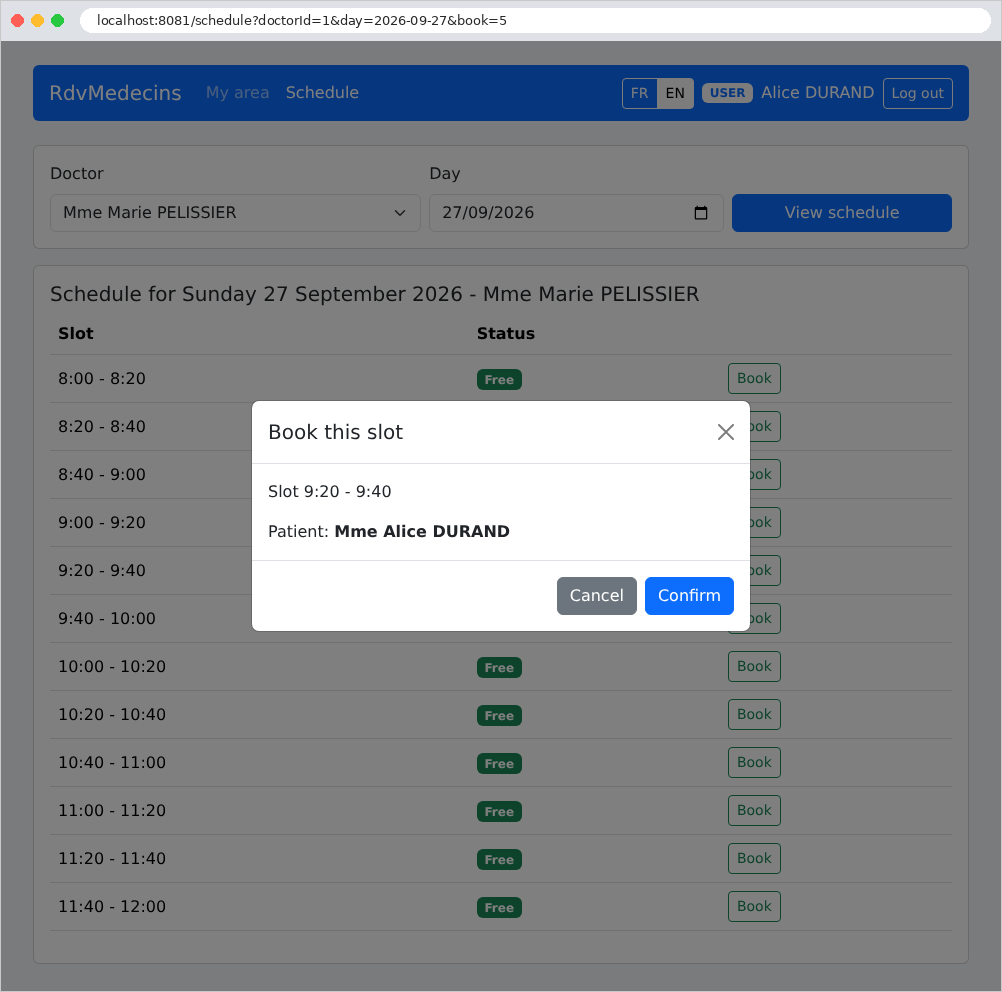 localhost:8081/schedule?doctorId=1&day=2026-09-27&book=5
RdvMedecins My area Schedule FR EN USER Alice DURAND Log out
Doctor Day
Mme Marie PELISSIER 27/09/2026 View schedule
Schedule for Sunday 27 September 2026 - Mme Marie PELISSIER
Slot Status
8:00 - 8:20 Free Book
8:20 - 8:40
8:40 - 9:00
9:00 - 9:20
9:20 - 9:40
9:40 - 10:00
Book this slot
Slot 9:20 - 9:40
Patient: Mme Alice DURAND
Cancel Confirm
10:00 - 10:20 Free Book
10:20 - 10:40 Free Book
10:40 - 11:00 Free Book
11:00 - 11:20 Free Book
11:20 - 11:40 Free Book
11:40 - 12:00 Free Book